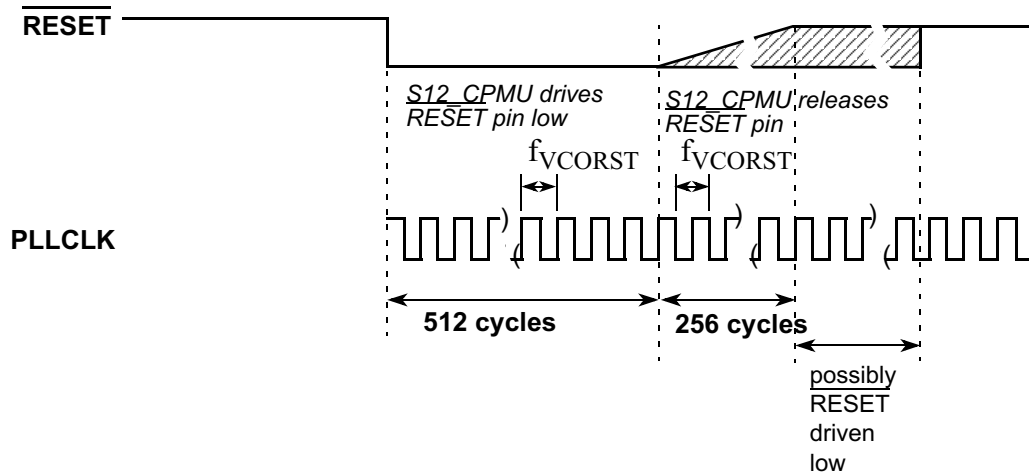 RESET
S12_CPMU drives
RESET pin low
S12_CPMU releases
RESET pin
fVCORST
fVCORST
PLLCLK
512 cycles
256 cycles
possibly
RESET
driven
low